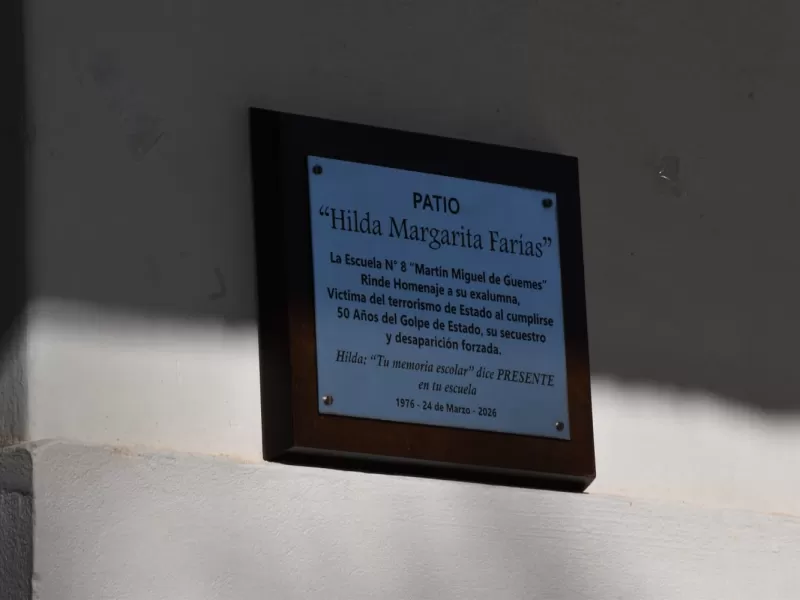 PATIO
“Hilda Margarita Farías”
La Escuela N° 8 "Martín Miguel de Guemes"
Rinde Homenaje a su exalumna,
Victima del terrorismo de Estado al cumplirse
50 Años del Golpe de Estado, su secuestro
y desaparición forzada.
Hilda; “Tu memoria escolar” dice PRESENTE
en tu escuela
1976 - 24 de Marzo - 2026